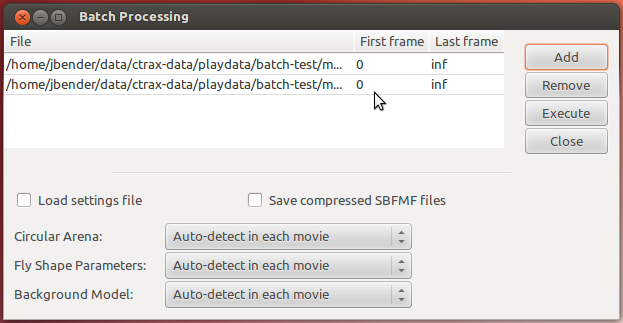 Batch Processing
File First frame Last frame
/home/jbender/data/ctrax-data/playdata/batch-test/m... 0 inf
/home/jbender/data/ctrax-data/playdata/batch-test/m... 0 inf
Add
Remove
Execute
Close
Load settings file Save compressed SBFMF files
Circular Arena: Auto-detect in each movie
Fly Shape Parameters: Auto-detect in each movie
Background Model: Auto-detect in each movie